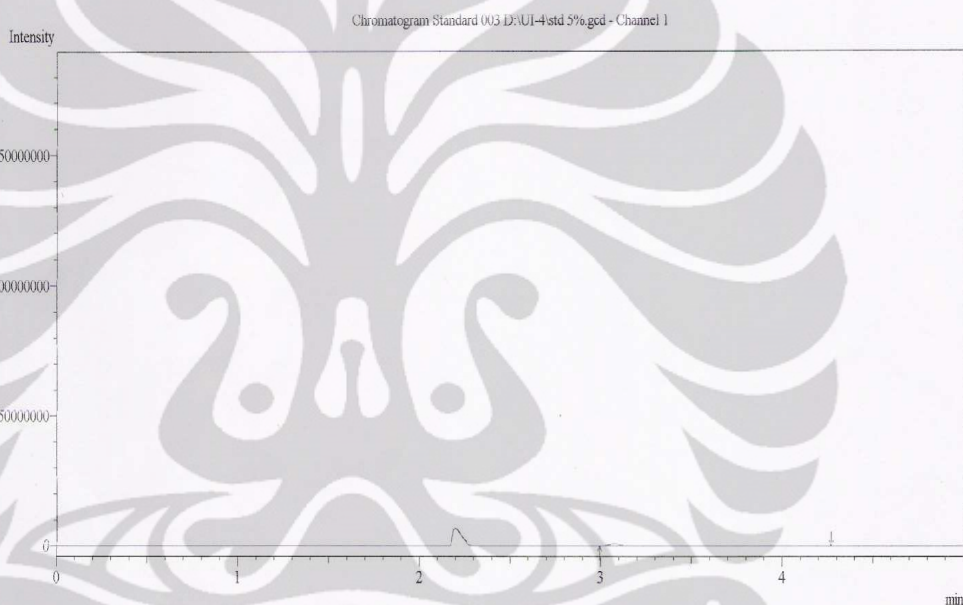 Chromatogram Standard 003 D:\UI-4\std 5%.gcd - Channel 1
Intensity
50000000
00000000
50000000
0
0 1 2 3 4
min